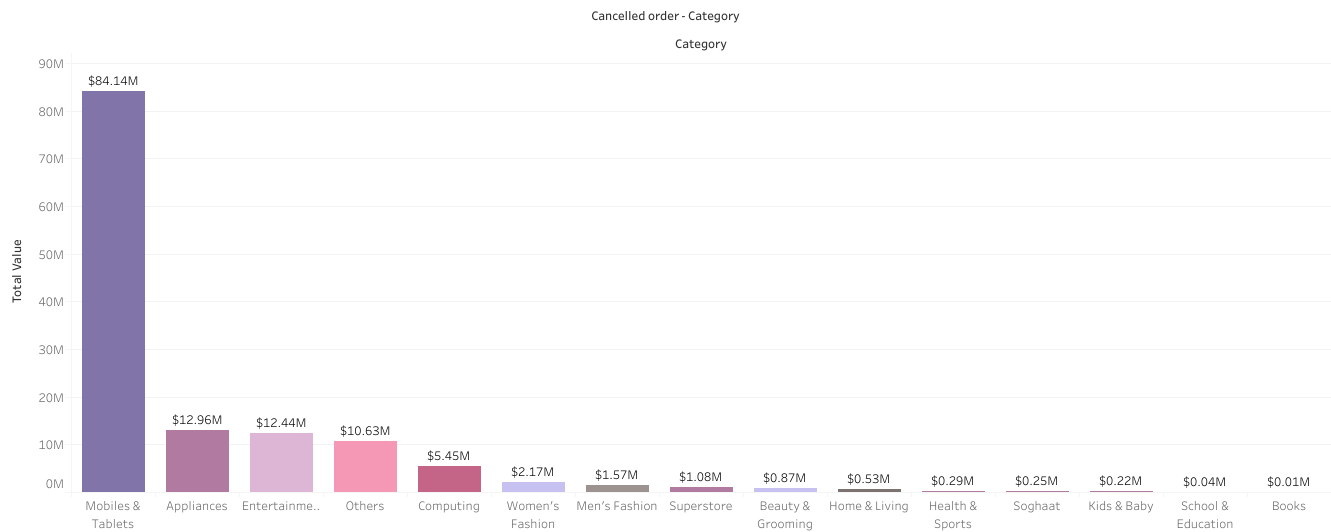 Cancelled order - Category
Category
Total Value
90M
80M
70M
60M
50M
40M
30M
20M
10M
0M
$84.14M
$12.96M
$12.44M
$10.63M
$5.45M
$2.17M
$1.57M
$1.08M
$0.87M
$0.53M
$0.29M
$0.25M
$0.22M
$0.04M
$0.01M
Mobiles &
Tablets
Appliances
Entertainme..
Others
Computing
Women's
Fashion
Men's Fashion
Superstore
Beauty &
Grooming
Home & Living
Health &
Sports
Soghaat
Kids & Baby
School &
Education
Books